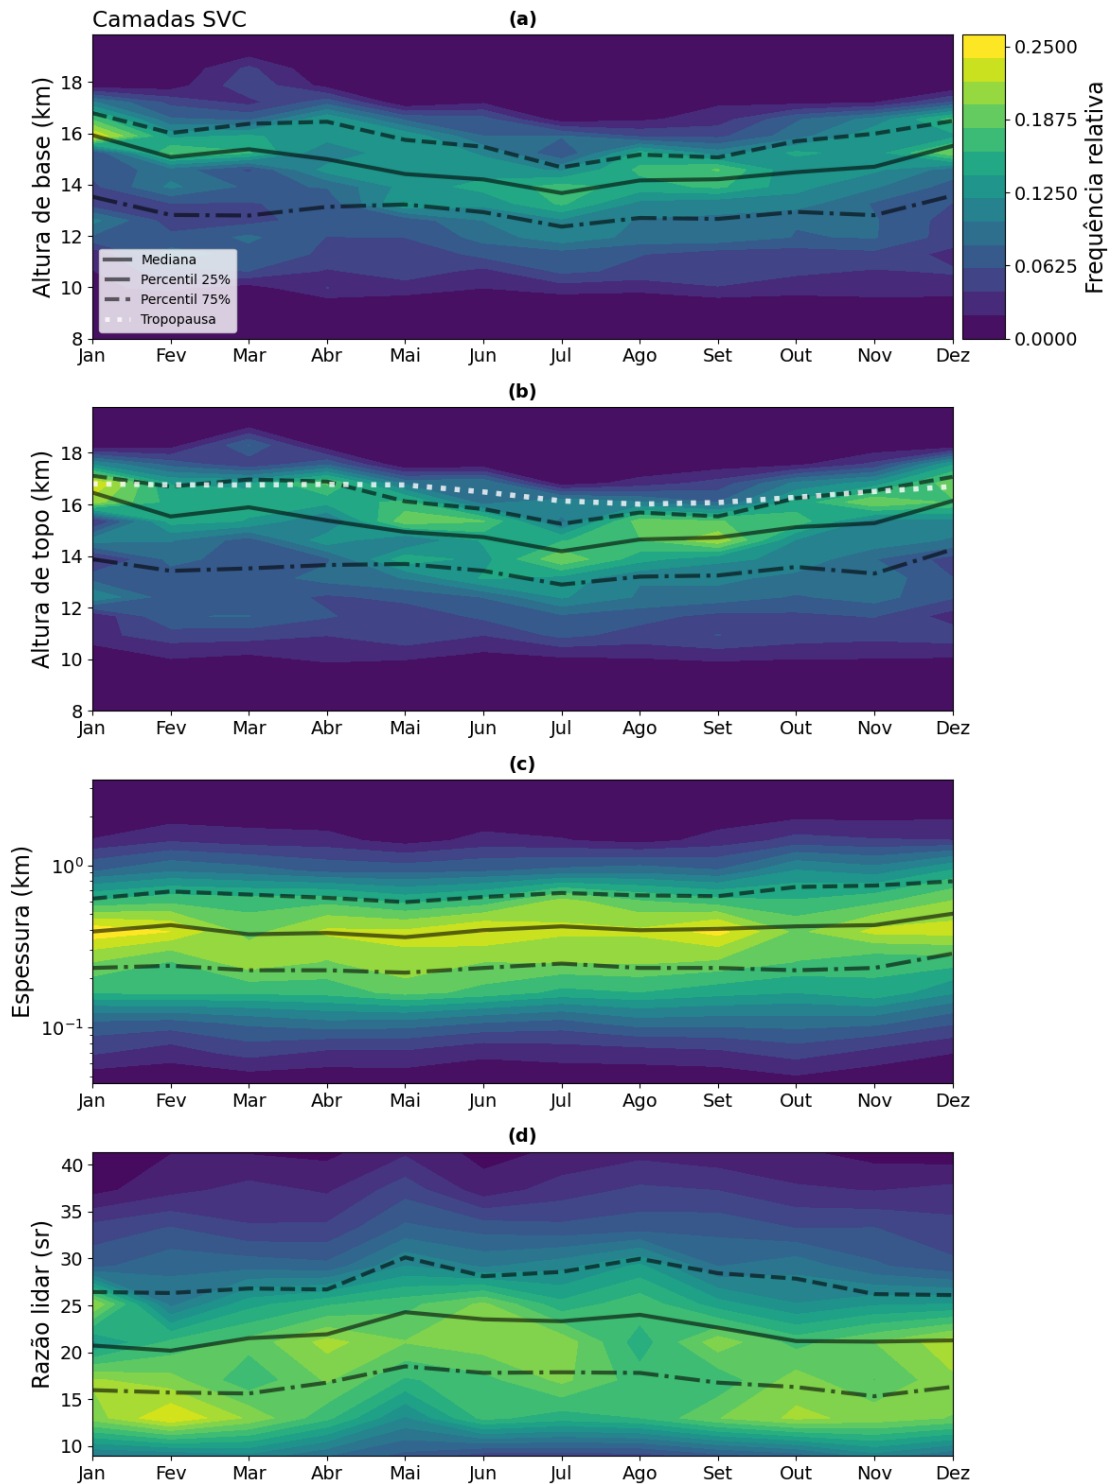 Camadas SVC
(a)
Altura de base (km)
18
16
14
12
10
8
Mediana
Percentil 25%
Percentil 75%
Tropopausa
Jan Fev Mar Abr Mai Jun Jul Ago Set Out Nov Dez
0.2500
0.1875
0.1250
0.0625
0.0000
Frequência relativa
(b)
Altura de topo (km)
18
16
14
12
10
8
Jan Fev Mar Abr Mai Jun Jul Ago Set Out Nov Dez
(c)
Espessura (km)
10⁰
10⁻¹
Jan Fev Mar Abr Mai Jun Jul Ago Set Out Nov Dez
(d)
Razão lidar (sr)
40
35
30
25
20
15
10
Jan Fev Mar Abr Mai Jun Jul Ago Set Out Nov Dez